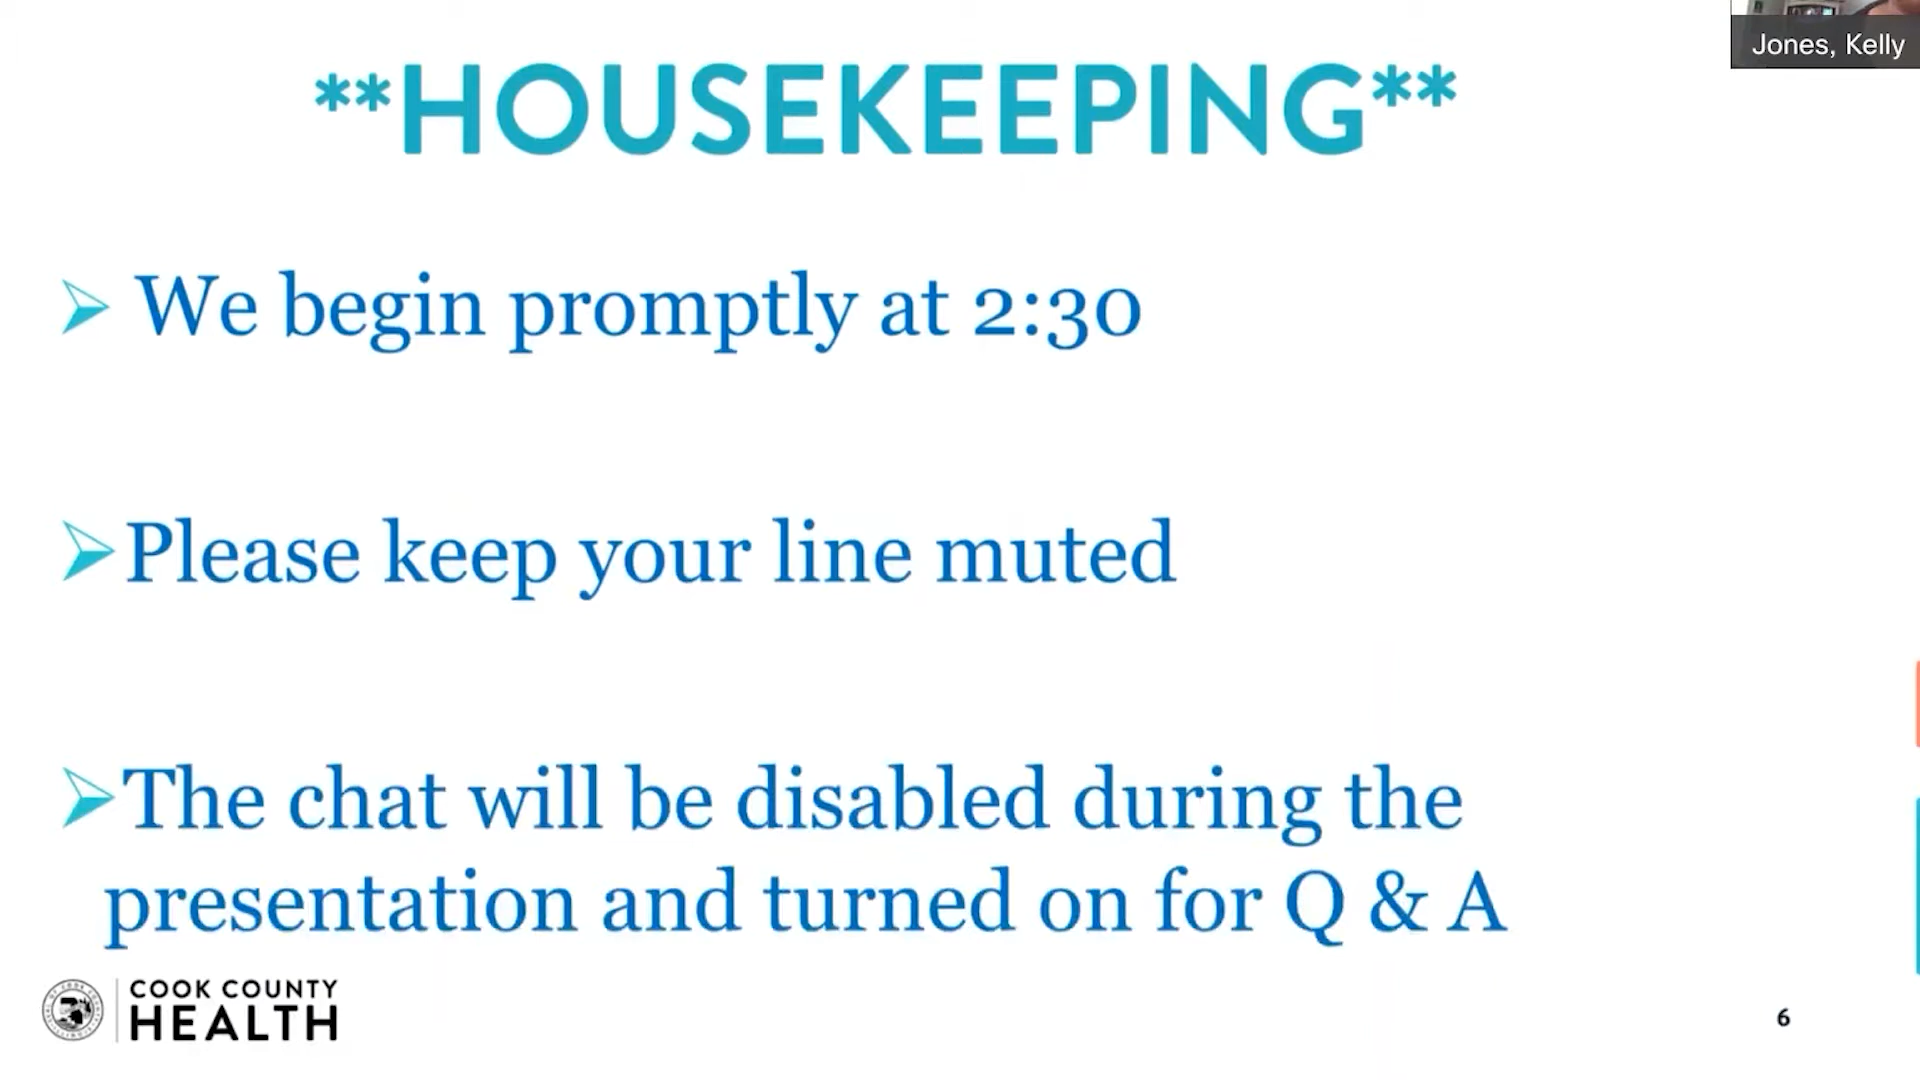 Jones, Kelly
**HOUSEKEEPING**
We begin promptly at 2:30
Please keep your line muted
The chat will be disabled during the
presentation and turned on for Q & A
COOK COUNTY
HEALTH
6